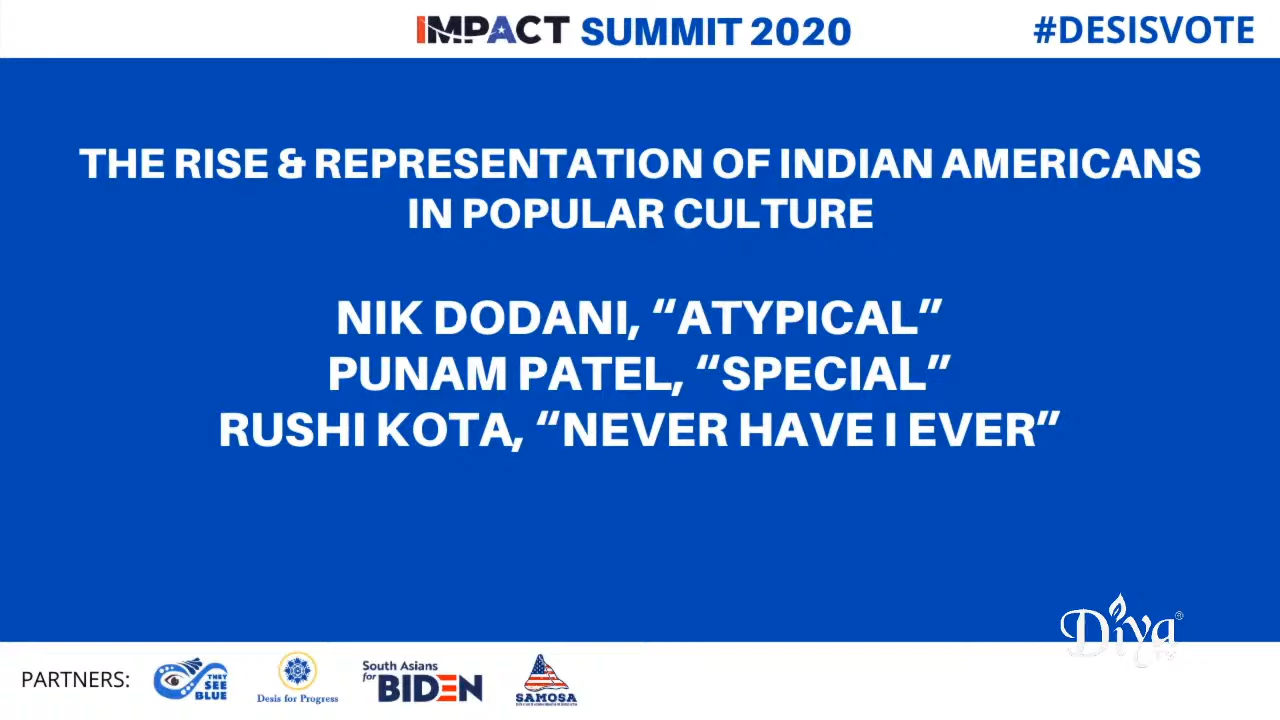 IMPACT SUMMIT 2020
#DESISVOTE
THE RISE & REPRESENTATION OF INDIAN AMERICANS
IN POPULAR CULTURE
NIK DODANI, “ATYPICAL”
PUNAM PATEL, “SPECIAL”
RUSHI KOTA, “NEVER HAVE I EVER”
Diya®
TV
PARTNERS:
THEY
SEE
BLUE
Desis for Progress
South Asians
for
BIDEN
SAMOSA